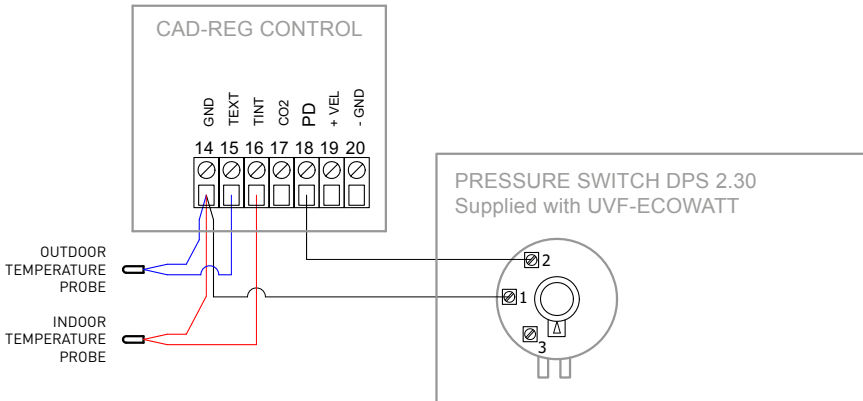 CAD-REG CONTROL
GND TEXT TINT CO2 PD + VEL - GND
14 15 16 17 18 19 20
PRESSURE SWITCH DPS 2.30
Supplied with UVF-ECOWATT
2
1
3
OUTDOOR
TEMPERATURE
PROBE
INDOOR
TEMPERATURE
PROBE